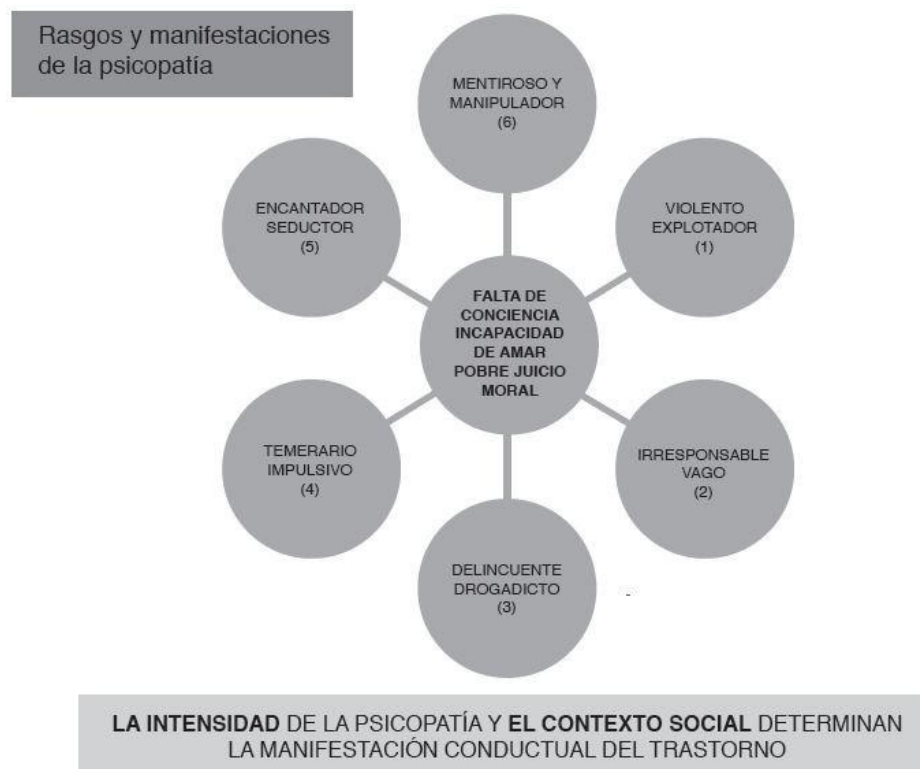 Rasgos y manifestaciones
de la psicopatía
MENTIROSO Y
MANIPULADOR
(6)
ENCANTADOR
SEDUCTOR
(5)
VIOLENTO
EXPLOTADOR
(1)
FALTA DE
CONCIENCIA
INCAPACIDAD
DE AMAR
POBRE JUICIO
MORAL
TEMERARIO
IMPULSIVO
(4)
IRRESPONSABLE
VAGO
(2)
DELINCUENTE
DROGADICTO
(3)
LA INTENSIDAD DE LA PSICOPATÍA Y EL CONTEXTO SOCIAL DETERMINAN
LA MANIFESTACIÓN CONDUCTUAL DEL TRASTORNO